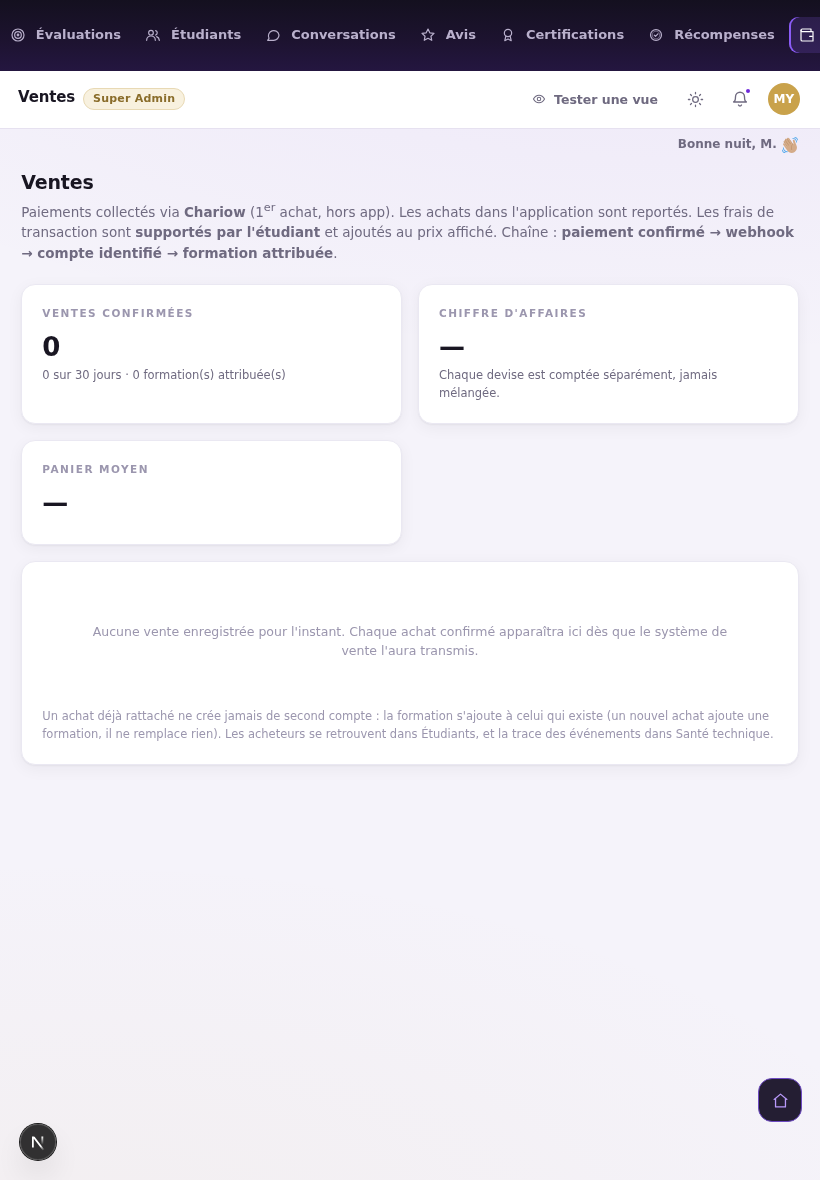 Évaluations Étudiants Conversations Avis Certifications Récompenses
Ventes Super Admin Tester une vue MY
Bonne nuit, M. 👋
Ventes
Paiements collectés via Chariow (1er achat, hors app). Les achats dans l'application sont reportés. Les frais de
transaction sont supportés par l'étudiant et ajoutés au prix affiché. Chaîne : paiement confirmé → webhook
→ compte identifié → formation attribuée.
VENTES CONFIRMÉES
0
0 sur 30 jours · 0 formation(s) attribuée(s)
CHIFFRE D'AFFAIRES
—
Chaque devise est comptée séparément, jamais
mélangée.
PANIER MOYEN
—
Aucune vente enregistrée pour l'instant. Chaque achat confirmé apparaîtra ici dès que le système de
vente l'aura transmis.
Un achat déjà rattaché ne crée jamais de second compte : la formation s'ajoute à celui qui existe (un nouvel achat ajoute une
formation, il ne remplace rien). Les acheteurs se retrouvent dans Étudiants, et la trace des événements dans Santé technique.
N